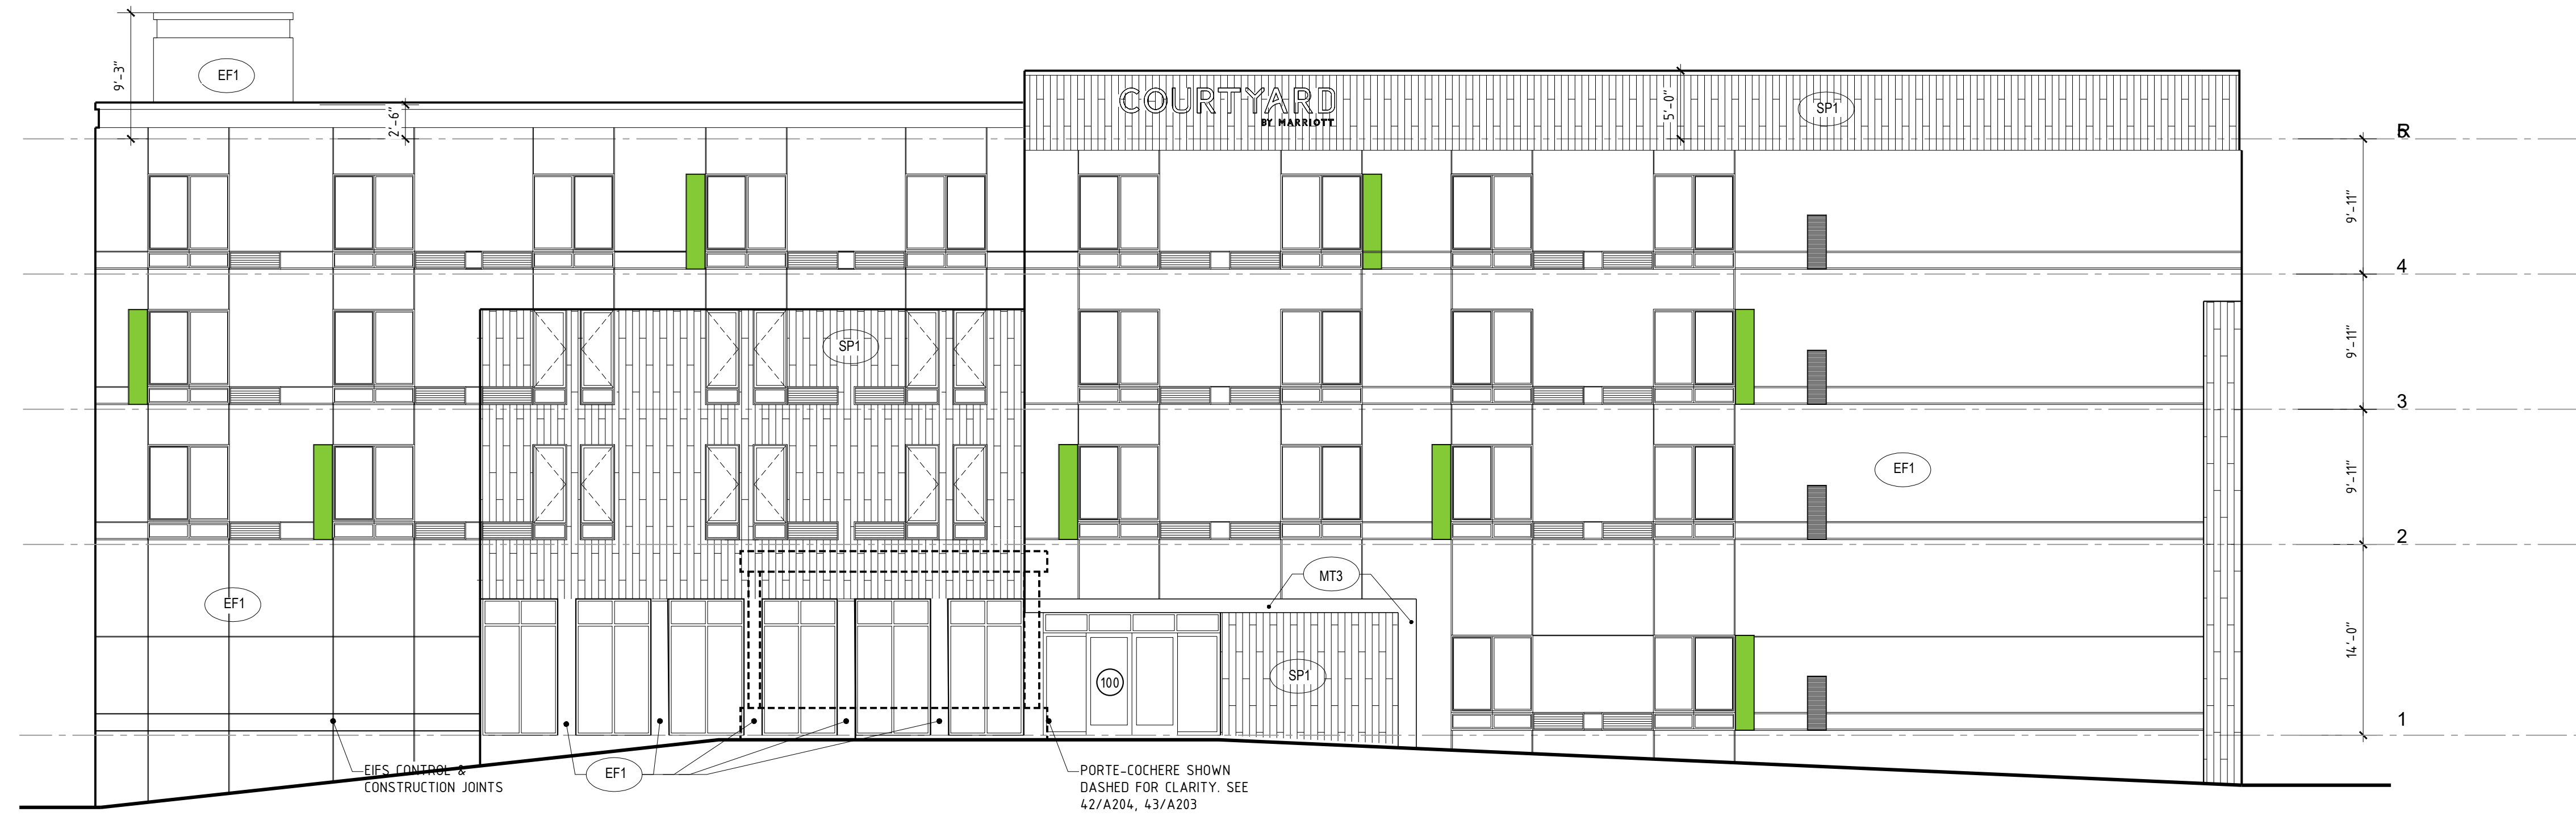 9'-3"
EF1
2'-6"
COURTYARD
BY MARRIOTT
5'-0"
SP1
R
9'-11"
4
SP1
9'-11"
3
EF1
9'-11"
2
EF1
MT3
14'-0"
100
SP1
1
EIFS CONTROL &
CONSTRUCTION JOINTS
EF1
PORTE-COCHERE SHOWN
DASHED FOR CLARITY. SEE
42/A204, 43/A203